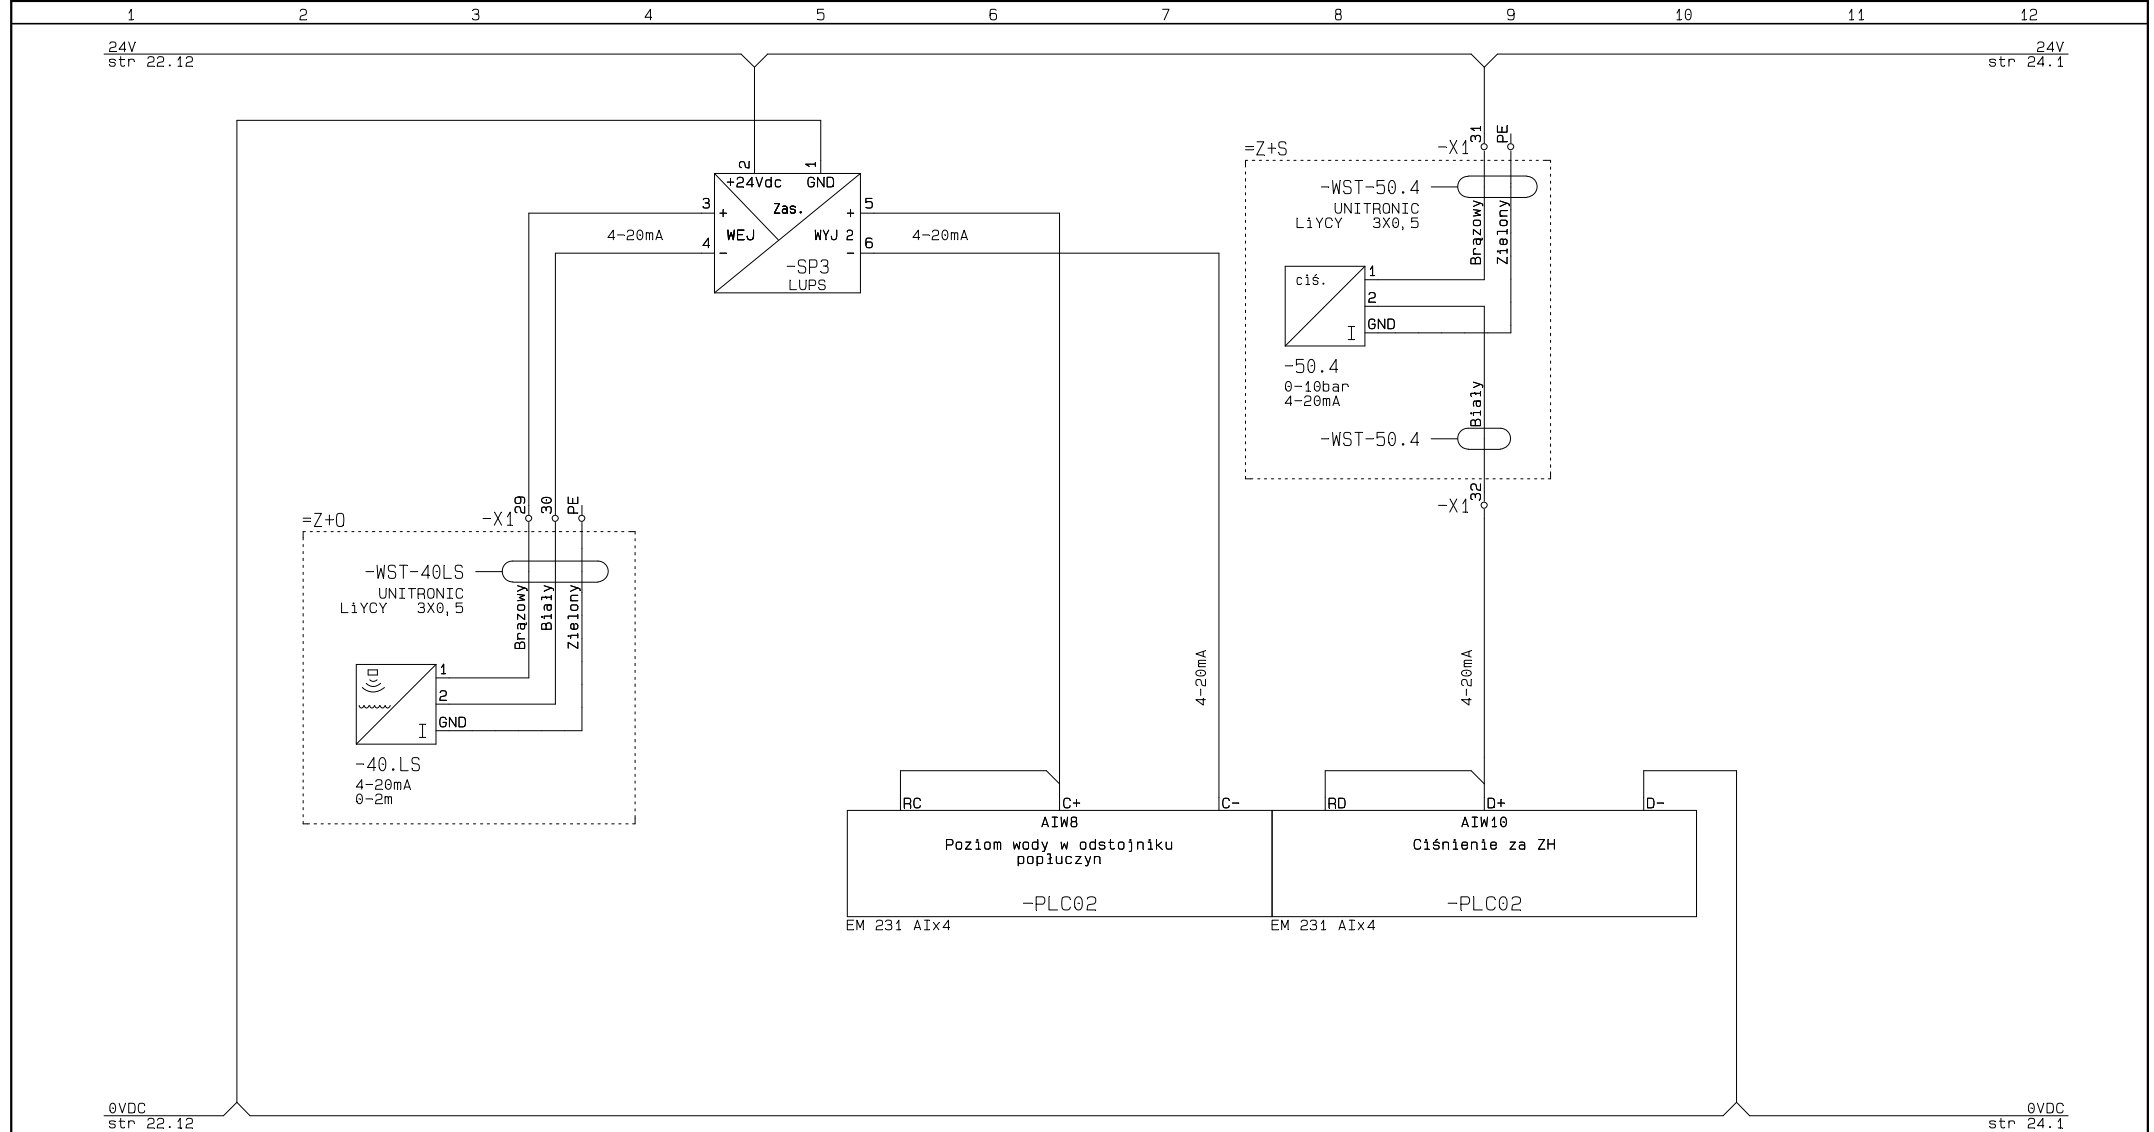 1 2 3 4 5 6 7 8 9 10 11 12
24V
str 22.12
24V
str 24.1
2
1
+24Vdc GND
Zas.
3
+
5
+
WEJ
WYJ 2
4
-
6
-
4-20mA
4-20mA
-SP3
LUPS
=Z+S
-X1
31
PE
-WST-50.4
UNITRONIC
LiYCY 3X0,5
Brązowy
Zielony
ciś.
1
2
GND
I
-50.4
0-10bar
4-20mA
Biały
-WST-50.4
-X1
32
=Z+O
-X1
29
30
PE
-WST-40LS
UNITRONIC
LiYCY 3X0,5
Brązowy
Biały
Zielony
1
2
GND
I
-40.LS
4-20mA
0-2m
4-20mA
4-20mA
RC
C+
C-
RD
D+
D-
AIW8
Poziom wody w odstojniku
popłuczyn
-PLC02
EM 231 AIx4
AIW10
Ciśnienie za ZH
-PLC02
EM 231 AIx4
0VDC
str 22.12
0VDC
str 24.1